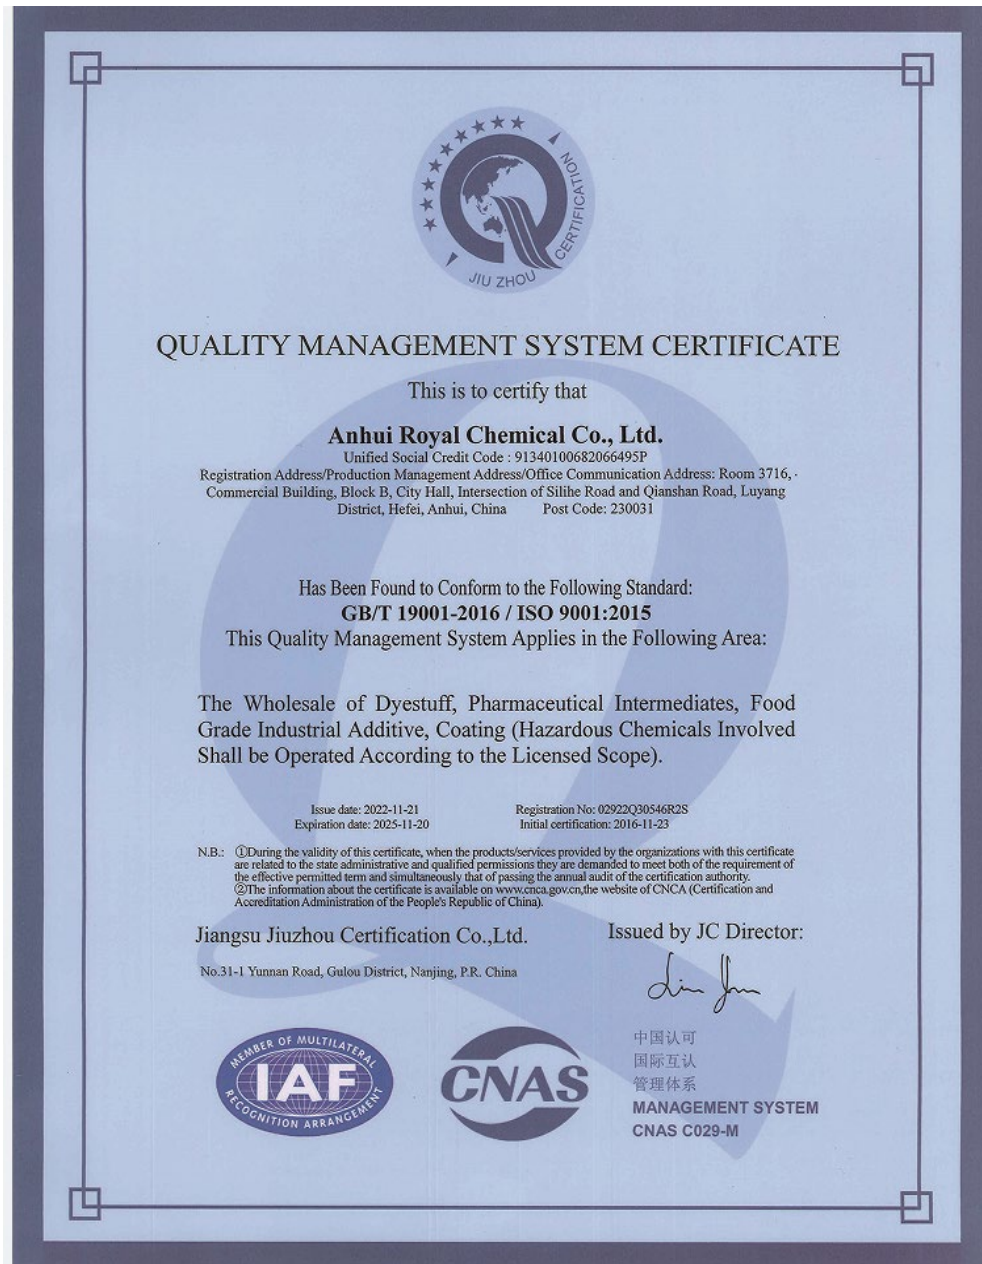 JIU ZHOU CERTIFICATION
QUALITY MANAGEMENT SYSTEM CERTIFICATE
This is to certify that
Anhui Royal Chemical Co., Ltd.
Unified Social Credit Code : 91340100682066495P
Registration Address/Production Management Address/Office Communication Address: Room 3716,
Commercial Building, Block B, City Hall, Intersection of Silihe Road and Qianshan Road, Luyang
District, Hefei, Anhui, China Post Code: 230031
Has Been Found to Conform to the Following Standard:
GB/T 19001-2016 / ISO 9001:2015
This Quality Management System Applies in the Following Area:
The Wholesale of Dyestuff, Pharmaceutical Intermediates, Food
Grade Industrial Additive, Coating (Hazardous Chemicals Involved
Shall be Operated According to the Licensed Scope).
Issue date: 2022-11-21 Registration No: 02922Q30546R2S
Expiration date: 2025-11-20 Initial certification: 2016-11-23
N.B.: ①During the validity of this certificate, when the products/services provided by the organizations with this certificate
are related to the state administrative and qualified permissions they are demanded to meet both of the requirement of
the effective permitted term and simultaneously that of passing the annual audit of the certification authority.
②The information about the certificate is available on www.cnca.gov.cn,the website of CNCA (Certification and
Accreditation Administration of the People's Republic of China).
Jiangsu Jiuzhou Certification Co.,Ltd. Issued by JC Director:
No.31-1 Yunnan Road, Gulou District, Nanjing, P.R. China
MEMBER OF MULTILATERAL
IAF
RECOGNITION ARRANGEMENT
CNAS
中国认可
国际互认
管理体系
MANAGEMENT SYSTEM
CNAS C029-M